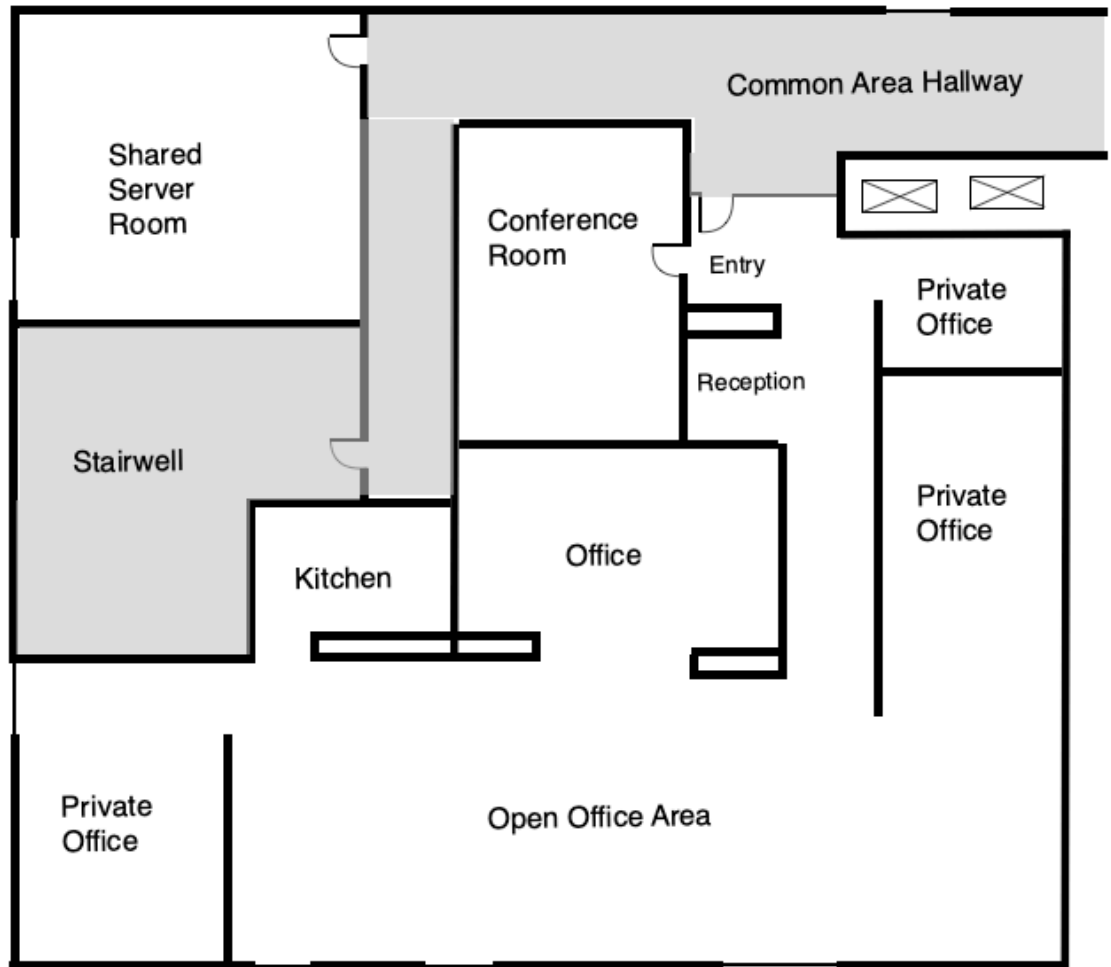 Common Area Hallway
Shared
Server
Room
Conference
Room
Entry
Private
Office
Reception
Stairwell
Private
Office
Office
Kitchen
Private
Office
Open Office Area